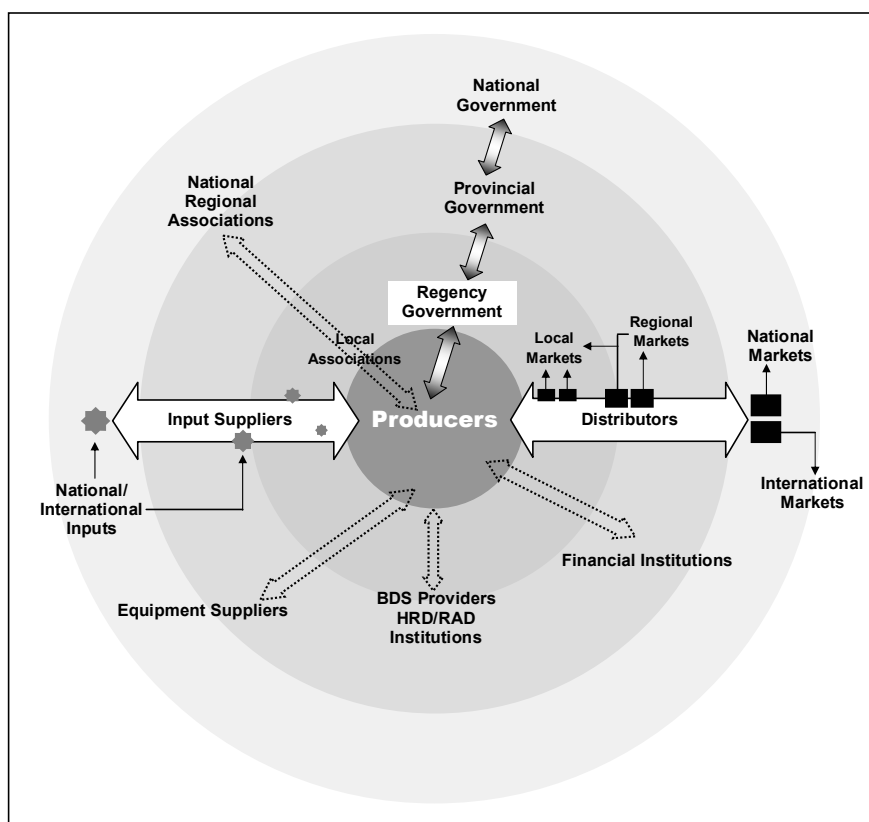 National
Government
National
Regional
Associations
Provincial
Government
Regency
Government
Local
Associations
Local
Markets
Regional
Markets
National
Markets
Input Suppliers
Producers
Distributors
National/
International
Inputs
International
Markets
Financial Institutions
Equipment Suppliers
BDS Providers
HRD/RAD
Institutions